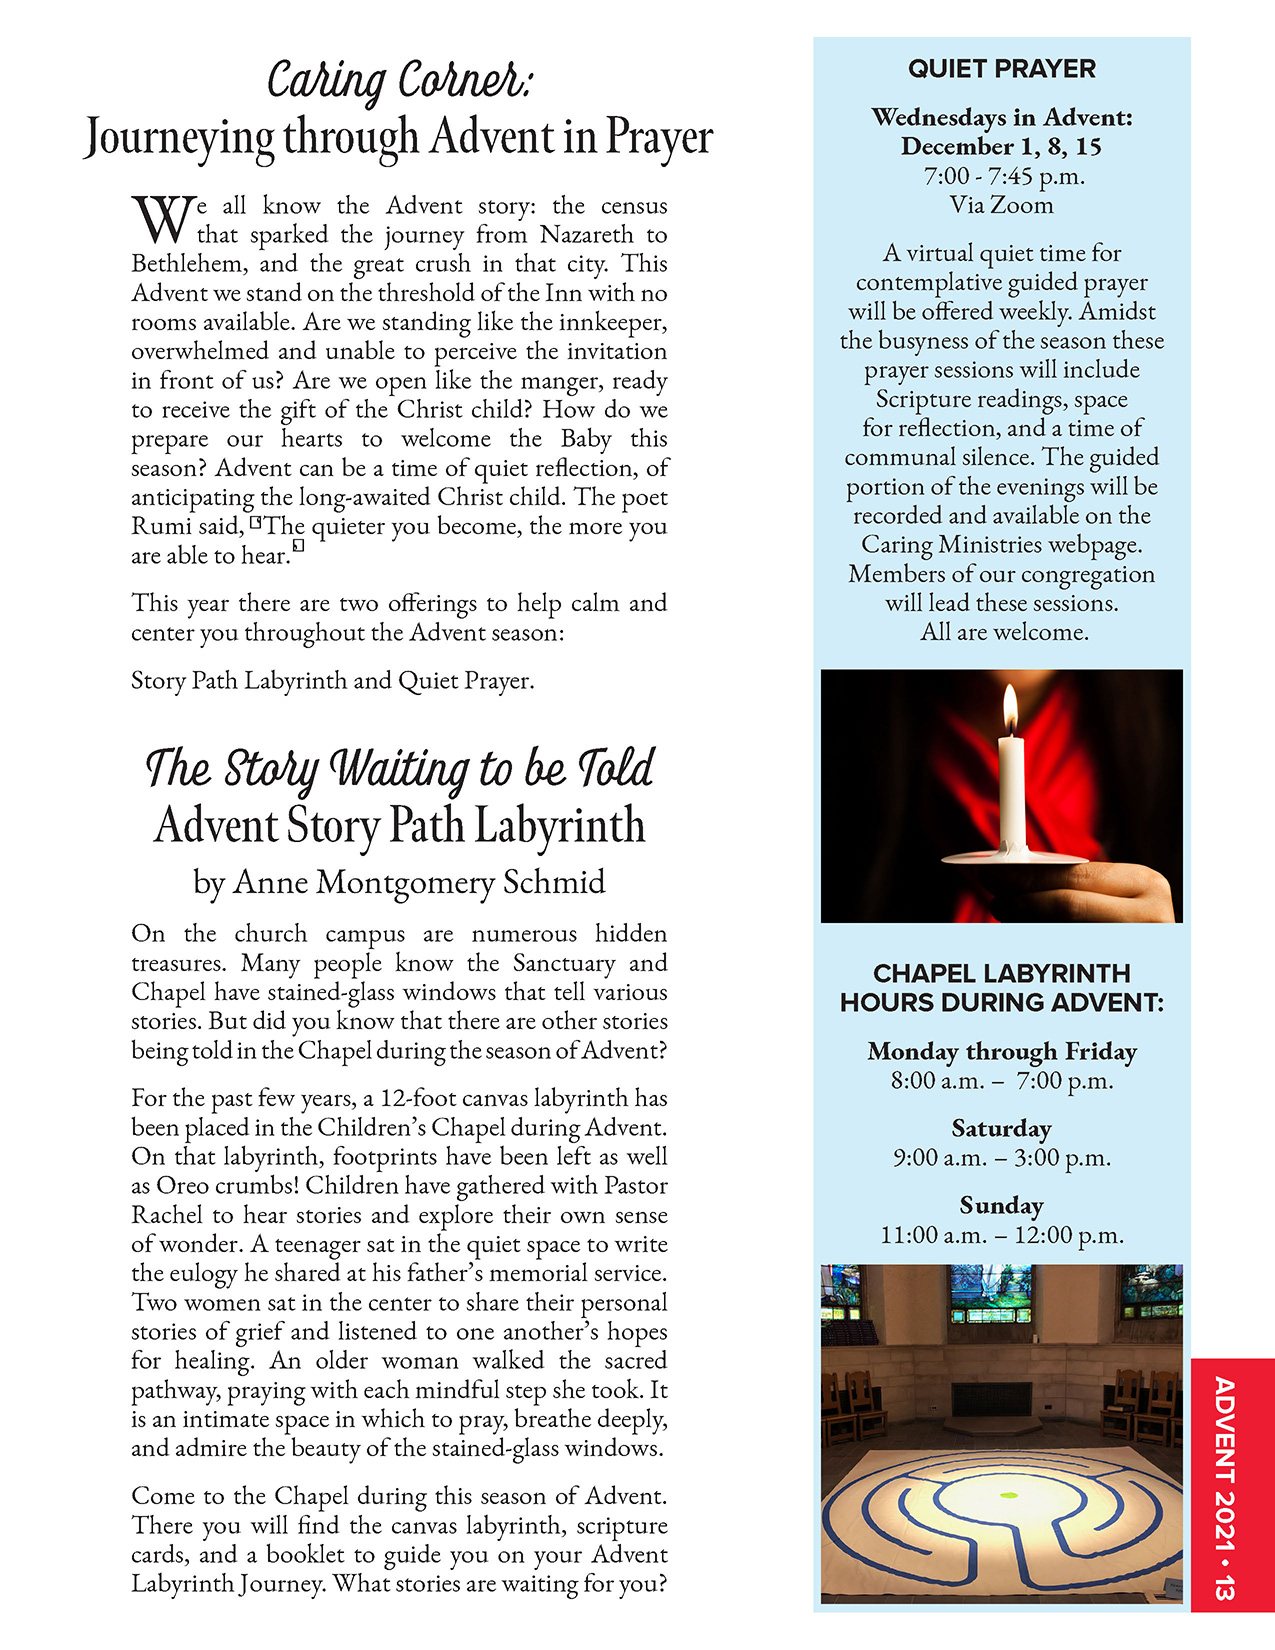 Caring Corner:
Journeying through Advent in Prayer
We all know the Advent story: the census
that sparked the journey from Nazareth to
Bethlehem, and the great crush in that city. This
Advent we stand on the threshold of the Inn with no
rooms available. Are we standing like the innkeeper,
overwhelmed and unable to perceive the invitation
in front of us? Are we open like the manger, ready
to receive the gift of the Christ child? How do we
prepare our hearts to welcome the Baby this
season? Advent can be a time of quiet reflection, of
anticipating the long-awaited Christ child. The poet
Rumi said, "The quieter you become, the more you
are able to hear."
This year there are two offerings to help calm and
center you throughout the Advent season:
Story Path Labyrinth and Quiet Prayer.
The Story Waiting to be Told
Advent Story Path Labyrinth
by Anne Montgomery Schmid
On the church campus are numerous hidden
treasures. Many people know the Sanctuary and
Chapel have stained-glass windows that tell various
stories. But did you know that there are other stories
being told in the Chapel during the season of Advent?
For the past few years, a 12-foot canvas labyrinth has
been placed in the Children’s Chapel during Advent.
On that labyrinth, footprints have been left as well
as Oreo crumbs! Children have gathered with Pastor
Rachel to hear stories and explore their own sense
of wonder. A teenager sat in the quiet space to write
the eulogy he shared at his father’s memorial service.
Two women sat in the center to share their personal
stories of grief and listened to one another’s hopes
for healing. An older woman walked the sacred
pathway, praying with each mindful step she took. It
is an intimate space in which to pray, breathe deeply,
and admire the beauty of the stained-glass windows.
Come to the Chapel during this season of Advent.
There you will find the canvas labyrinth, scripture
cards, and a booklet to guide you on your Advent
Labyrinth Journey. What stories are waiting for you?
QUIET PRAYER
Wednesdays in Advent:
December 1, 8, 15
7:00 - 7:45 p.m.
Via Zoom
A virtual quiet time for
contemplative guided prayer
will be offered weekly. Amidst
the busyness of the season these
prayer sessions will include
Scripture readings, space
for reflection, and a time of
communal silence. The guided
portion of the evenings will be
recorded and available on the
Caring Ministries webpage.
Members of our congregation
will lead these sessions.
All are welcome.
CHAPEL LABYRINTH
HOURS DURING ADVENT:
Monday through Friday
8:00 a.m. – 7:00 p.m.
Saturday
9:00 a.m. – 3:00 p.m.
Sunday
11:00 a.m. – 12:00 p.m.
ADVENT 2021 • 13